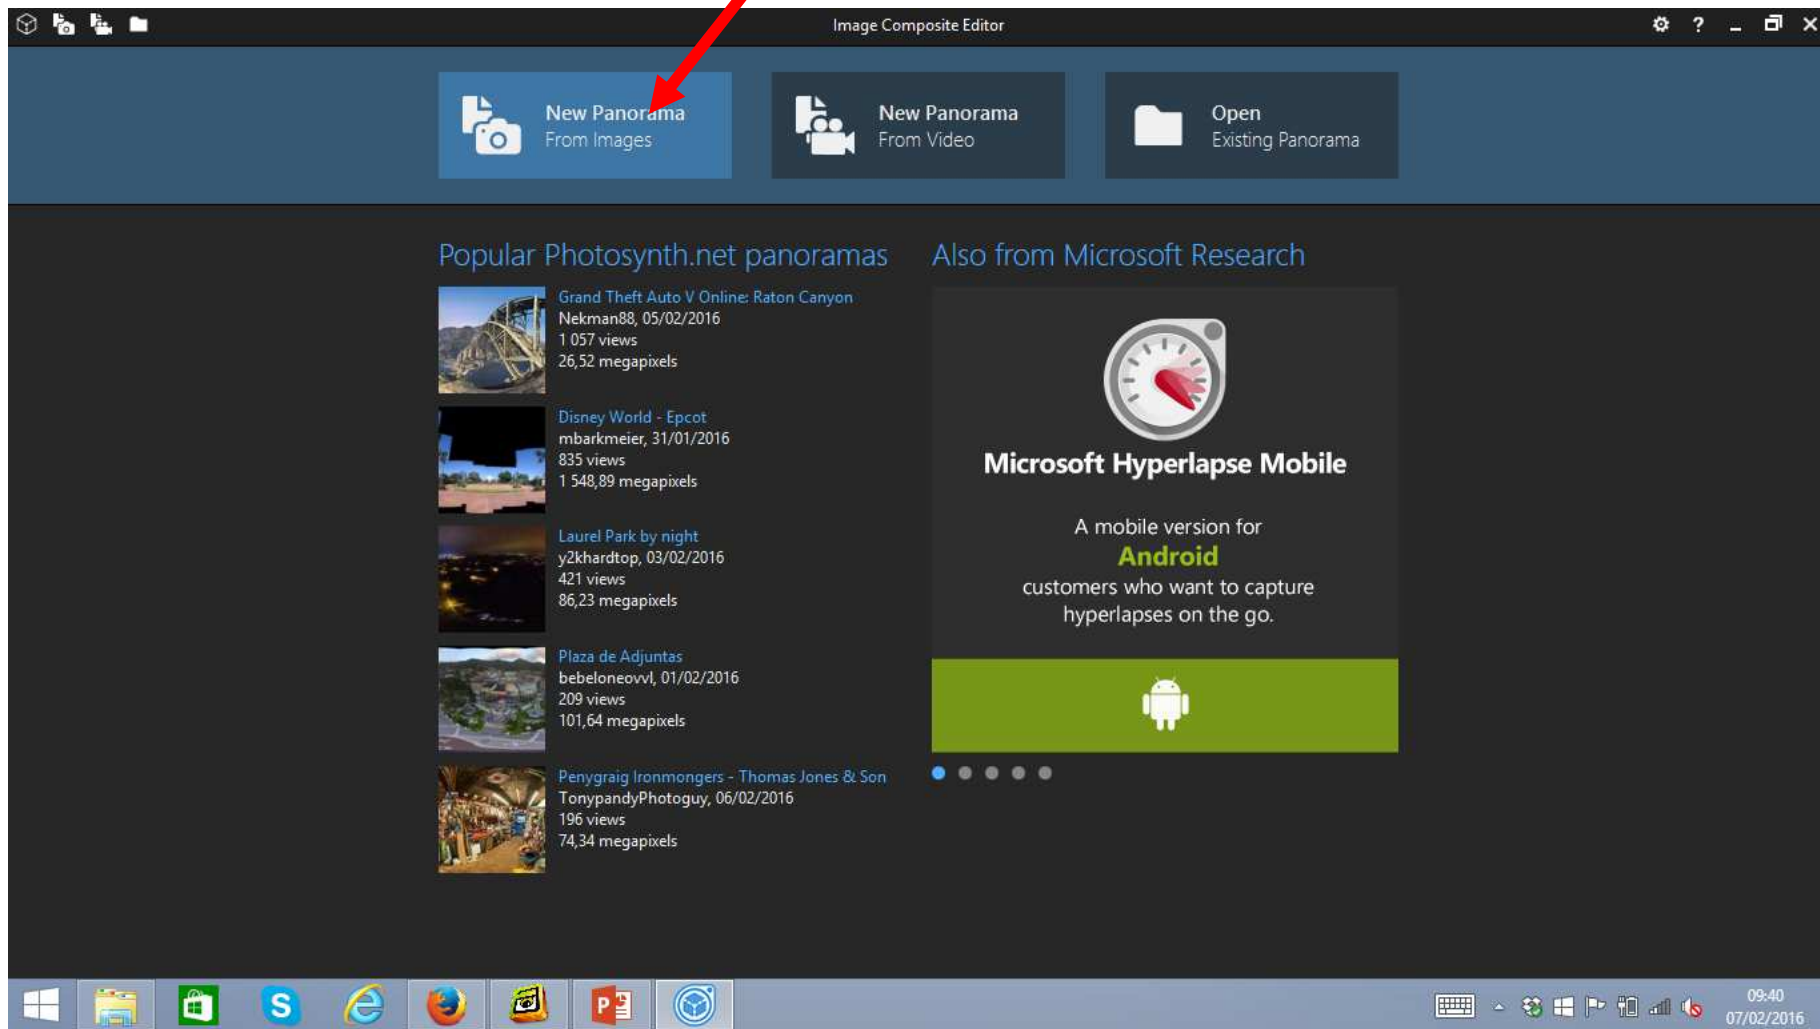 Image Composite Editor
?
New Panorama
From Images
New Panorama
From Video
Open
Existing Panorama
Popular Photosynth.net panoramas
Grand Theft Auto V Online: Raton Canyon
Nekman88, 05/02/2016
1 057 views
26,52 megapixels
Disney World - Epcot
mbarkmeier, 31/01/2016
835 views
1 548,89 megapixels
Laurel Park by night
y2khardtop, 03/02/2016
421 views
86,23 megapixels
Plaza de Adjuntas
bebeloneovvl, 01/02/2016
209 views
101,64 megapixels
Penygraig Ironmongers - Thomas Jones & Son
TonypandyPhotoguy, 06/02/2016
196 views
74,34 megapixels
Also from Microsoft Research
Microsoft Hyperlapse Mobile
A mobile version for
Android
customers who want to capture
hyperlapses on the go.
09:40
07/02/2016